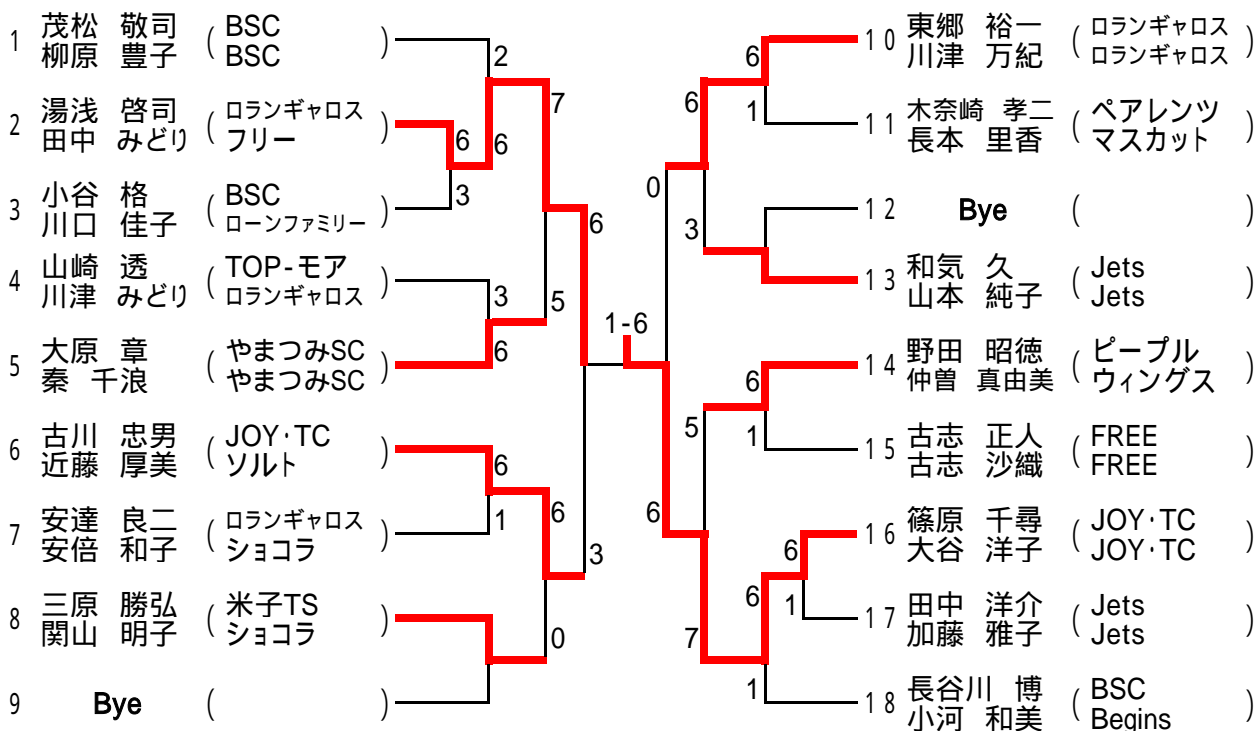 1 茂松 敬司 ( BSC )
柳原 豊子 BSC
2
2 湯浅 啓司 ( ロランギャロス )
田中 みどり フリー
6
6
7
3 小谷 格 ( BSC )
川口 佳子 ローンファミリー
3
6
4 山崎 透 ( TOP-モア )
川津 みどり ロランギャロス
3
5
5 大原 章 ( やまつみSC )
秦 千浪 やまつみSC
6
6 古川 忠男 ( JOY・TC )
近藤 厚美 ソルト
6
7 安達 良二 ( ロランギャロス )
安倍 和子 ショコラ
1
6
3
8 三原 勝弘 ( 米子TS )
関山 明子 ショコラ
0
9 Bye ( )
1-6
10 東郷 裕一 ( ロランギャロス )
川津 万紀 ロランギャロス
6
6
11 木奈崎 孝二 ( ペアレンツ )
長本 里香 マスカット
1
0
12 Bye ( )
3
13 和気 久 ( Jets )
山本 純子 Jets
14 野田 昭徳 ( ピープル )
仲曽 真由美 ウィングス
6
5
15 古志 正人 ( FREE )
古志 沙織 FREE
1
6
16 篠原 千尋 ( JOY・TC )
大谷 洋子 JOY・TC
6
6
17 田中 洋介 ( Jets )
加藤 雅子 Jets
1
7
18 長谷川 博 ( BSC )
小河 和美 Begins
1